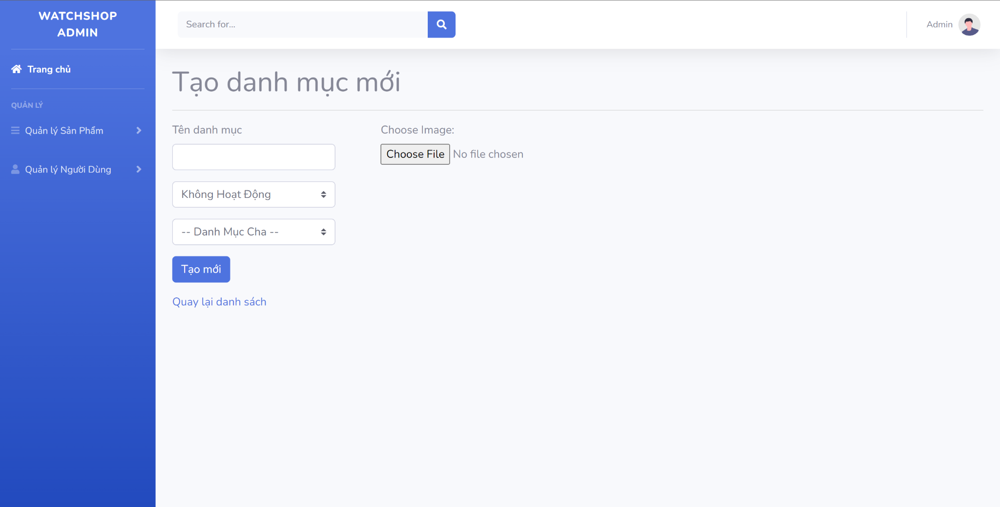 WATCHSHOP
ADMIN
Trang chủ
QUẢN LÝ
Quản lý Sản Phẩm
Quản lý Người Dùng
Search for...
Admin
Tạo danh mục mới
Tên danh mục
Không Hoạt Động
-- Danh Mục Cha --
Tạo mới
Quay lại danh sách
Choose Image:
Choose File No file chosen